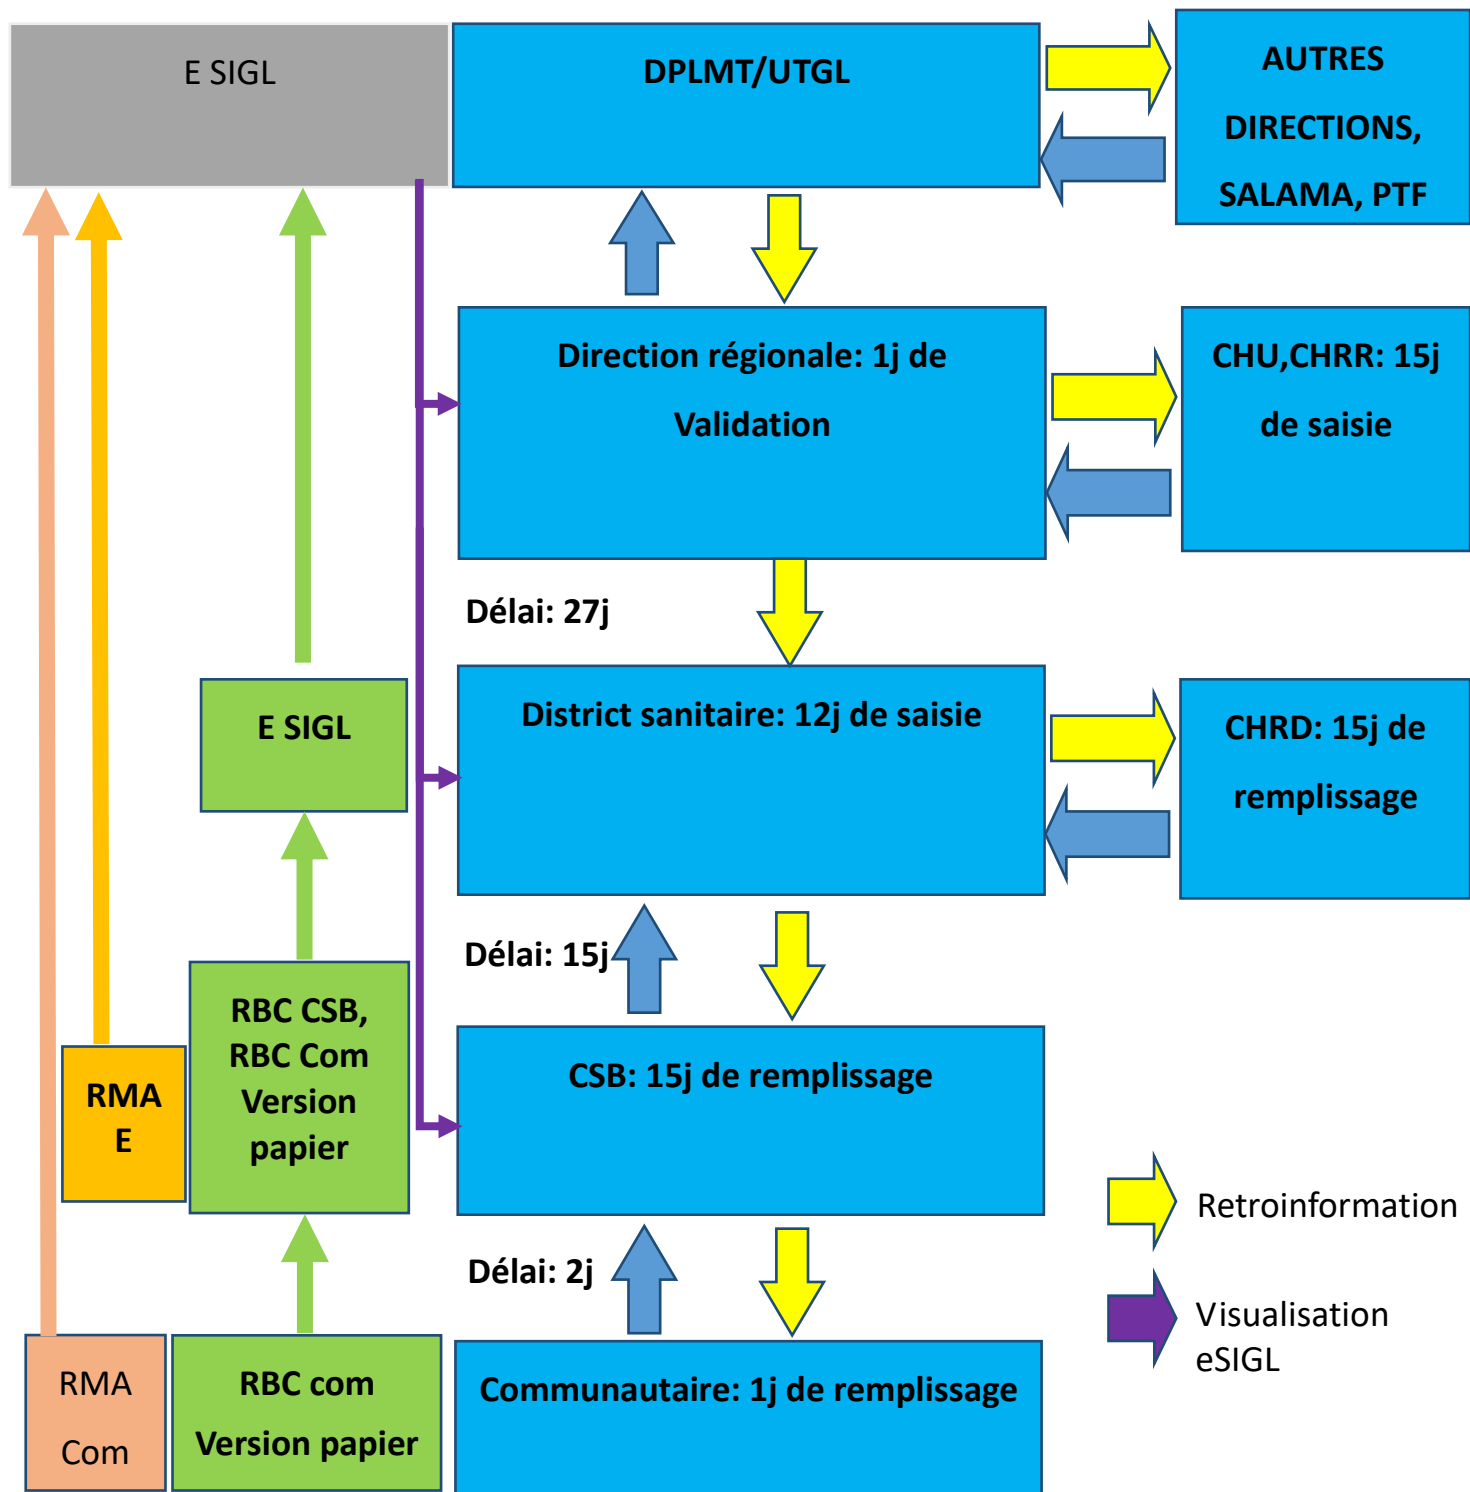 E SIGL
DPLMT/UTGL
AUTRES
DIRECTIONS,
SALAMA, PTF
Direction régionale: 1j de
Validation
CHU,CHRR: 15j
de saisie
Délai: 27j
E SIGL
District sanitaire: 12j de saisie
CHRD: 15j de
remplissage
Délai: 15j
RBC CSB,
RBC Com
Version
papier
RMA
E
CSB: 15j de remplissage
Retroinformation
Délai: 2j
Visualisation
eSIGL
RMA
Com
RBC com
Version papier
Communautaire: 1j de remplissage